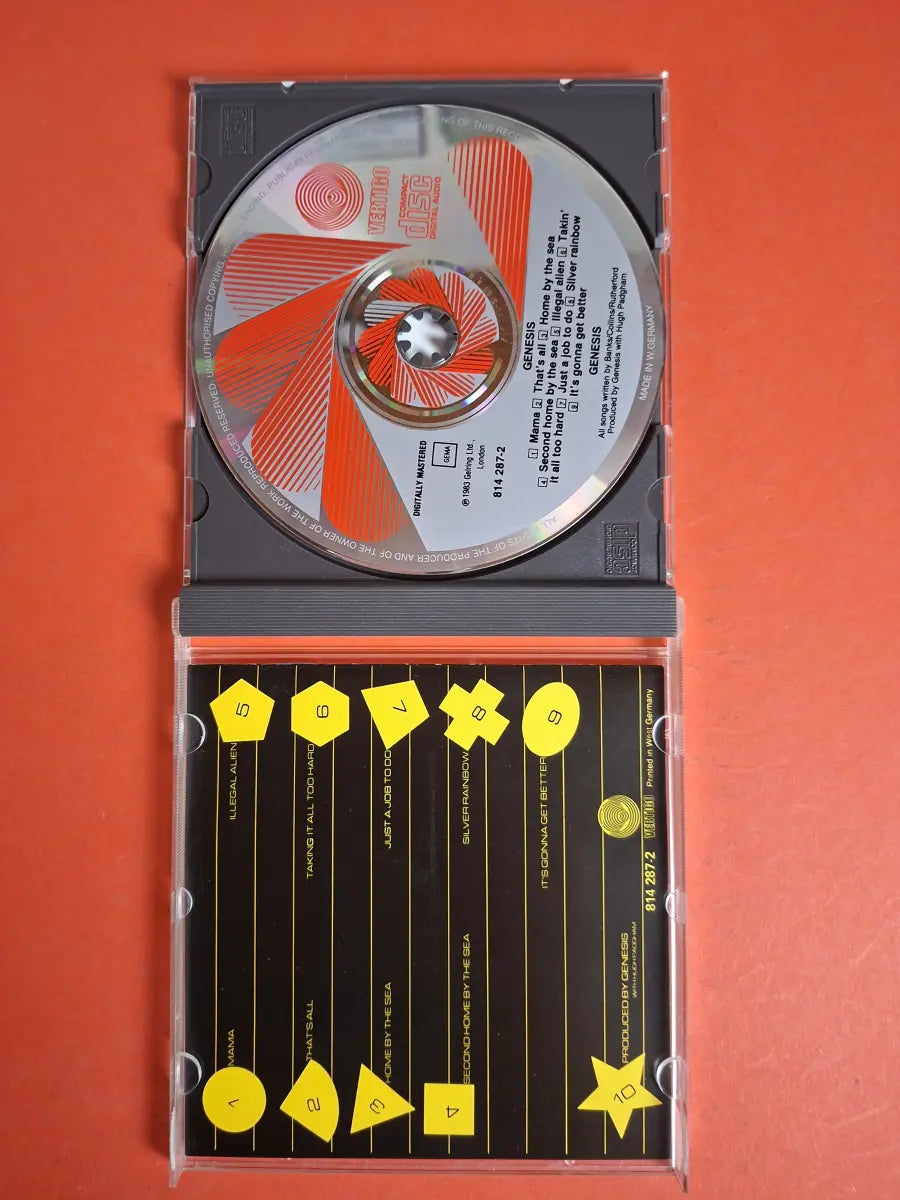 VERTIGO
COMPACT
disc
DIGITAL AUDIO
DIGITALLY MASTERED
GEMA
℗ 1983 Gelring Ltd.,
London
814 287-2
GENESIS
1 Mama 2 That's all 3 Home by the sea
4 Second home by the sea 5 Illegal alien 6 Takin'
it all too hard 7 Just a job to do 8 Silver rainbow
9 It's gonna get better
GENESIS
All songs written by Banks/Collins/Rutherford
Produced by Genesis with Hugh Padgham
MADE IN W. GERMANY
ALL RIGHTS OF THE PRODUCER AND OF THE OWNER OF THE WORK REPRODUCED RESERVED. UNAUTHORISED COPYING,
NG OF THIS RECO
1 MAMA
2 THAT'S ALL
3 HOME BY THE SEA
4 SECOND HOME BY THE SEA
5 ILLEGAL ALIEN
6 TAKING IT ALL TOO HARD
7 JUST A JOB TO DO
8 SILVER RAINBOW
9 IT'S GONNA GET BETTER
10 PRODUCED BY GENESIS
WITH HUGH PADGHAM
814 287-2 VERTIGO Printed in West Germany